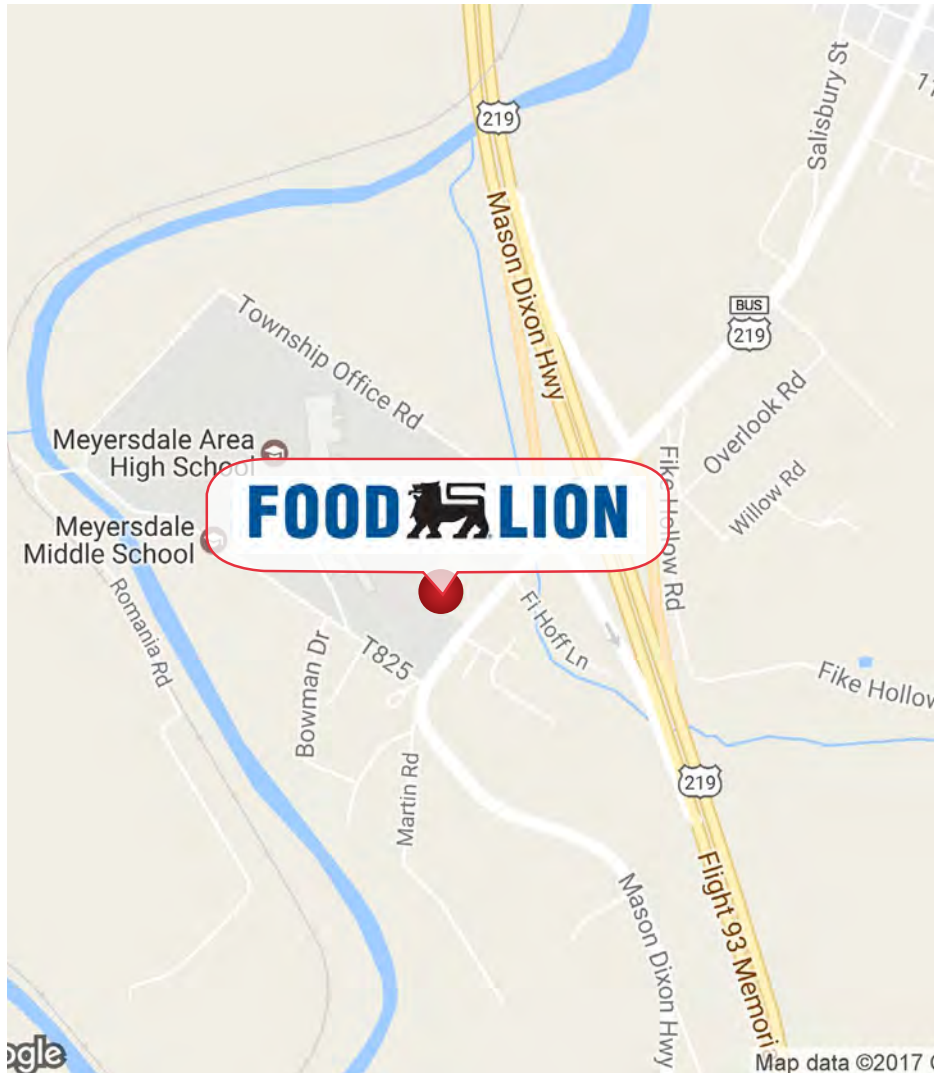 219
Salisbury St
11
Mason Dixon Hwy
BUS
219
Township Office Rd
Overlook Rd
Meyersdale Area
High School
Fike Hollow Rd
Willow Rd
FOOD LION
Meyersdale
Middle School
Romania Rd
Fi Hoff Ln
T825
Bowman Dr
Fike Hollow
Martin Rd
219
Flight 93 Memori
Mason Dixon Hwy
ogle
Map data ©2017 G